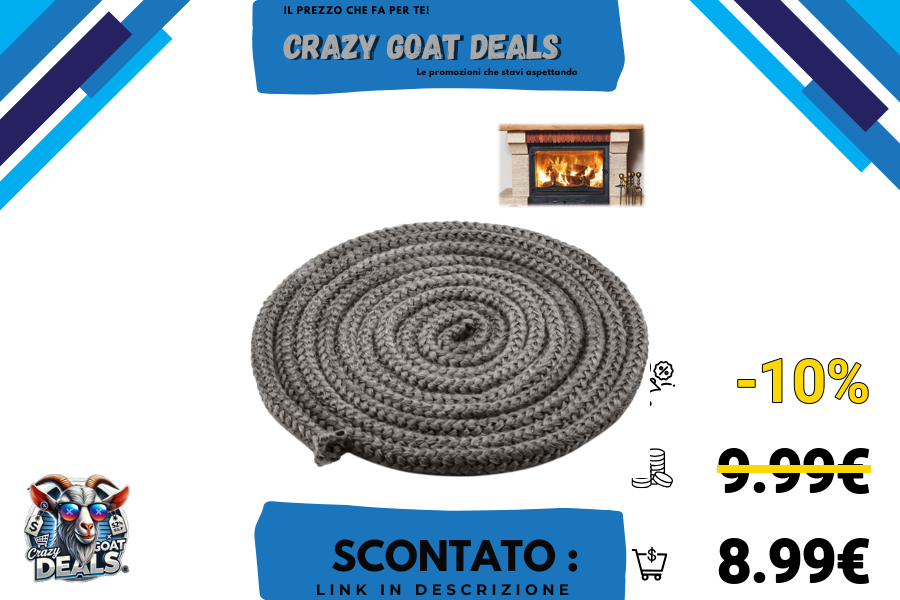 IL PREZZO CHE FA PER TE!
CRAZY GOAT DEALS
Le promozioni che stavi aspettando
-10%
9.99€
8.99€
SCONTATO :
LINK IN DESCRIZIONE
Crazy
GOAT
DEALS